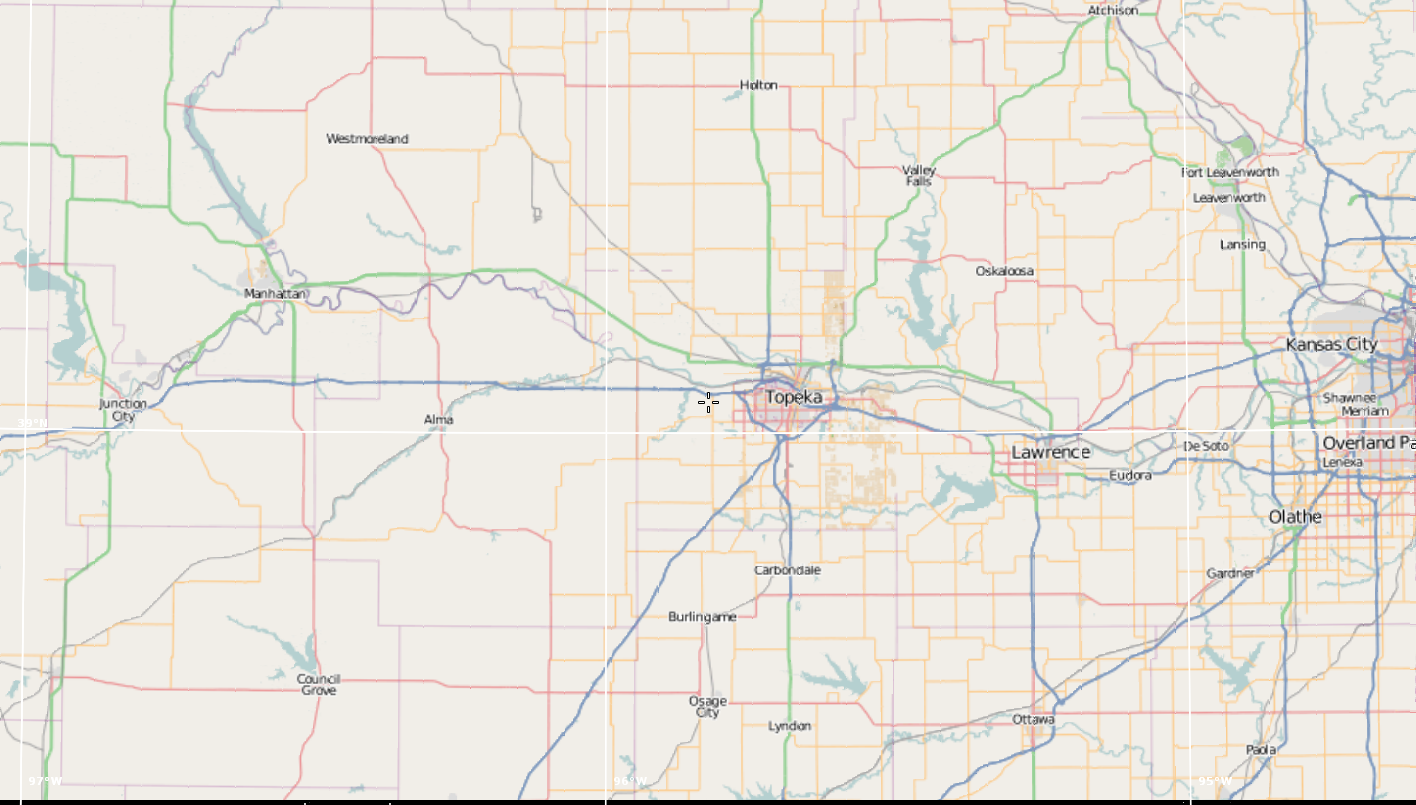 Atchison
Holton
Westmoreland
Valley
Falls
Fort Leavenworth
Leavenworth
Lansing
Oskaloosa
Manhattan
Kansas City
Topeka
Shawnee
Merriam
Junction
City
Alma
39°N
Overland Pa
De Soto
Lawrence
Lenexa
Eudora
Olathe
Carbondale
Gardner
Burlingame
Council
Grove
Osage
City
Lyndon
Ottawa
Paola
97°W
96°W
95°W